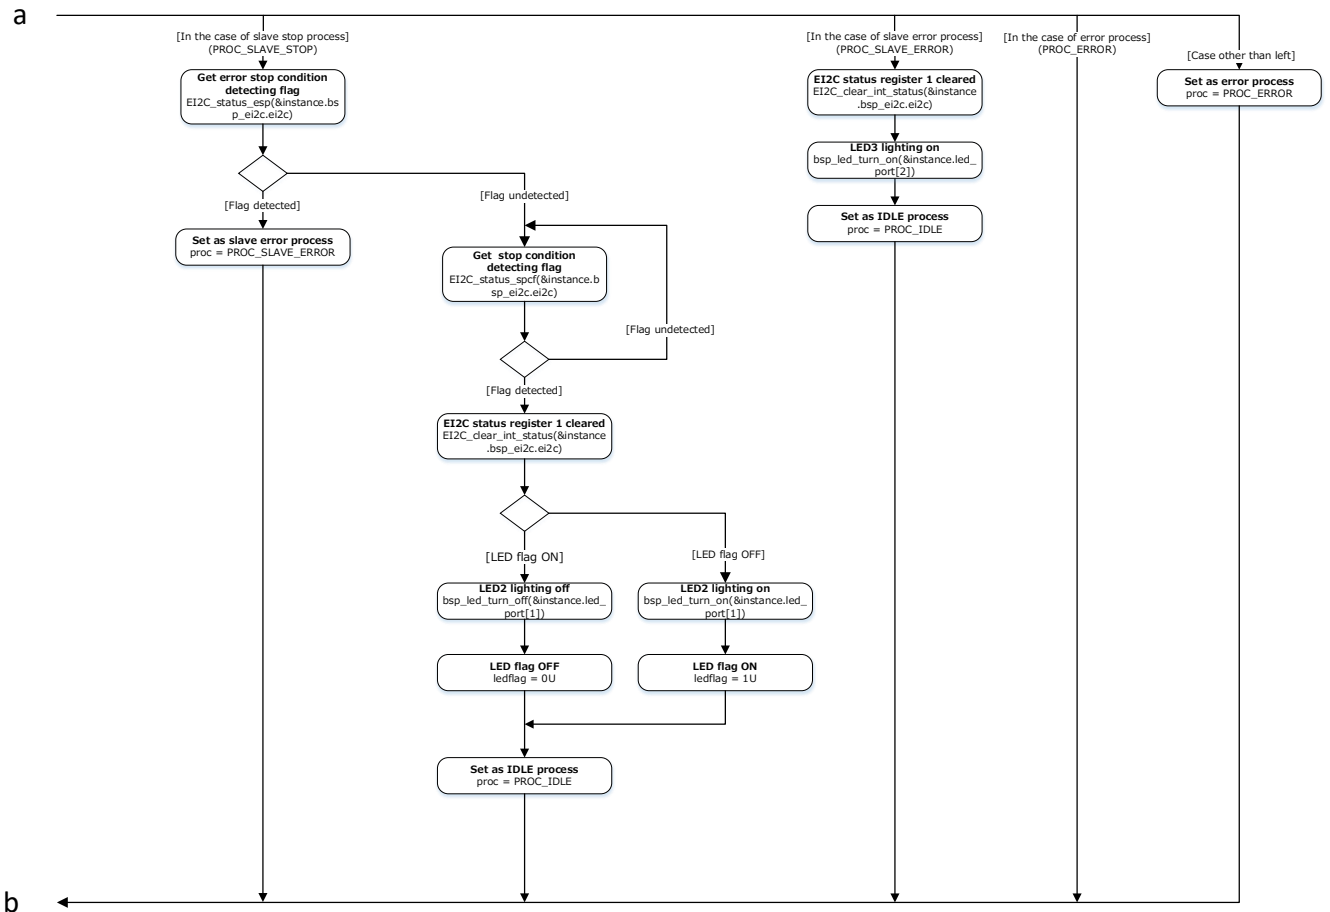 a
[In the case of slave stop process]
(PROC_SLAVE_STOP)
Get error stop condition
detecting flag
EI2C_status_esp(&instance.bs
p_ei2c.ei2c)
[Flag detected]
Set as slave error process
proc = PROC_SLAVE_ERROR
[Flag undetected]
Get  stop condition
detecting flag
EI2C_status_spcf(&instance.b
sp_ei2c.ei2c)
[Flag undetected]
[Flag detected]
EI2C status register 1 cleared
EI2C_clear_int_status(&instance
.bsp_ei2c.ei2c)
[LED flag ON]
LED2 lighting off
bsp_led_turn_off(&instance.led_
port[1])
LED flag OFF
ledflag = 0U
[LED flag OFF]
LED2 lighting on
bsp_led_turn_on(&instance.led_
port[1])
LED flag ON
ledflag = 1U
Set as IDLE process
proc = PROC_IDLE
[In the case of slave error process]
(PROC_SLAVE_ERROR)
EI2C status register 1 cleared
EI2C_clear_int_status(&instance
.bsp_ei2c.ei2c)
LED3 lighting on
bsp_led_turn_on(&instance.led_
port[2])
Set as IDLE process
proc = PROC_IDLE
[In the case of error process]
(PROC_ERROR)
[Case other than left]
Set as error process
proc = PROC_ERROR
b